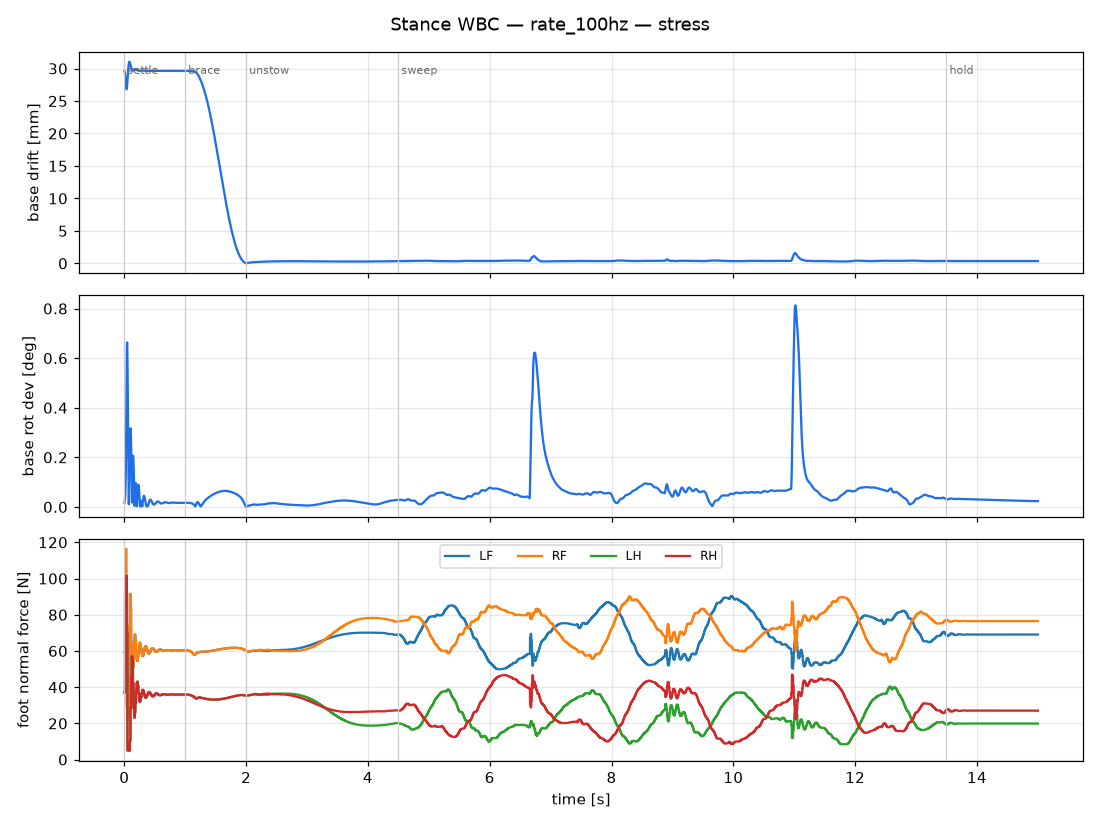 Stance WBC — rate_100hz — stress
settle brace unstow sweep hold
base drift [mm]
30
25
20
15
10
5
0
base rot dev [deg]
0.8
0.6
0.4
0.2
0.0
LF RF LH RH
foot normal force [N]
120
100
80
60
40
20
0
0 2 4 6 8 10 12 14
time [s]